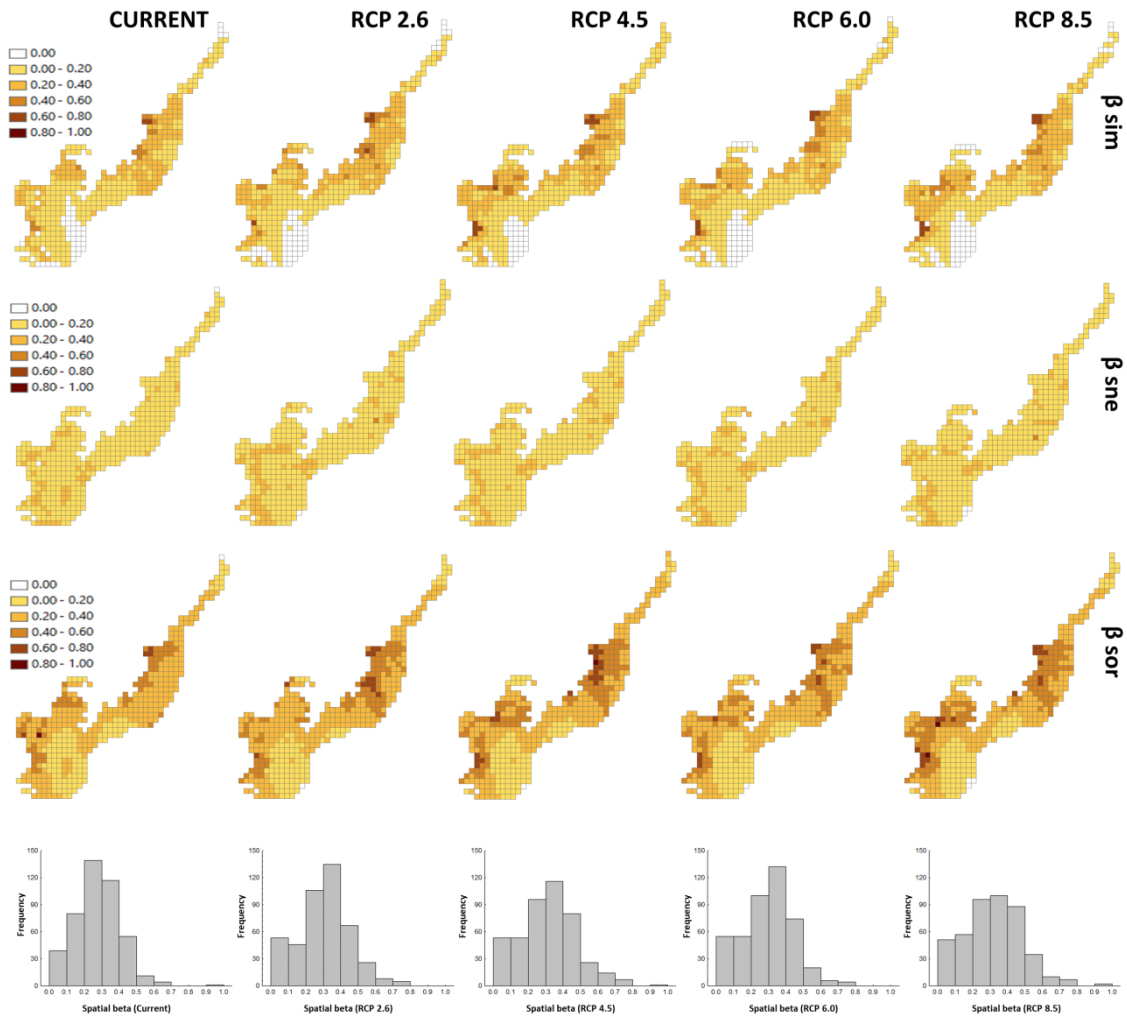 CURRENT RCP 2.6 RCP 4.5 RCP 6.0 RCP 8.5
0.00
0.00 - 0.20
0.20 - 0.40
0.40 - 0.60
0.60 - 0.80
0.80 - 1.00
β sim
0.00
0.00 - 0.20
0.20 - 0.40
0.40 - 0.60
0.60 - 0.80
0.80 - 1.00
β sne
0.00
0.00 - 0.20
0.20 - 0.40
0.40 - 0.60
0.60 - 0.80
0.80 - 1.00
β sor
Frequency
150
120
90
60
30
0
0.0 0.1 0.2 0.3 0.4 0.5 0.6 0.7 0.8 0.9 1.0
Spatial beta (Current)
Frequency
150
120
90
60
30
0
0.0 0.1 0.2 0.3 0.4 0.5 0.6 0.7 0.8 0.9 1.0
Spatial beta (RCP 2.6)
Frequency
150
120
90
60
30
0
0.0 0.1 0.2 0.3 0.4 0.5 0.6 0.7 0.8 0.9 1.0
Spatial beta (RCP 4.5)
Frequency
150
120
90
60
30
0
0.0 0.1 0.2 0.3 0.4 0.5 0.6 0.7 0.8 0.9 1.0
Spatial beta (RCP 6.0)
Frequency
150
120
90
60
30
0
0.0 0.1 0.2 0.3 0.4 0.5 0.6 0.7 0.8 0.9 1.0
Spatial beta (RCP 8.5)